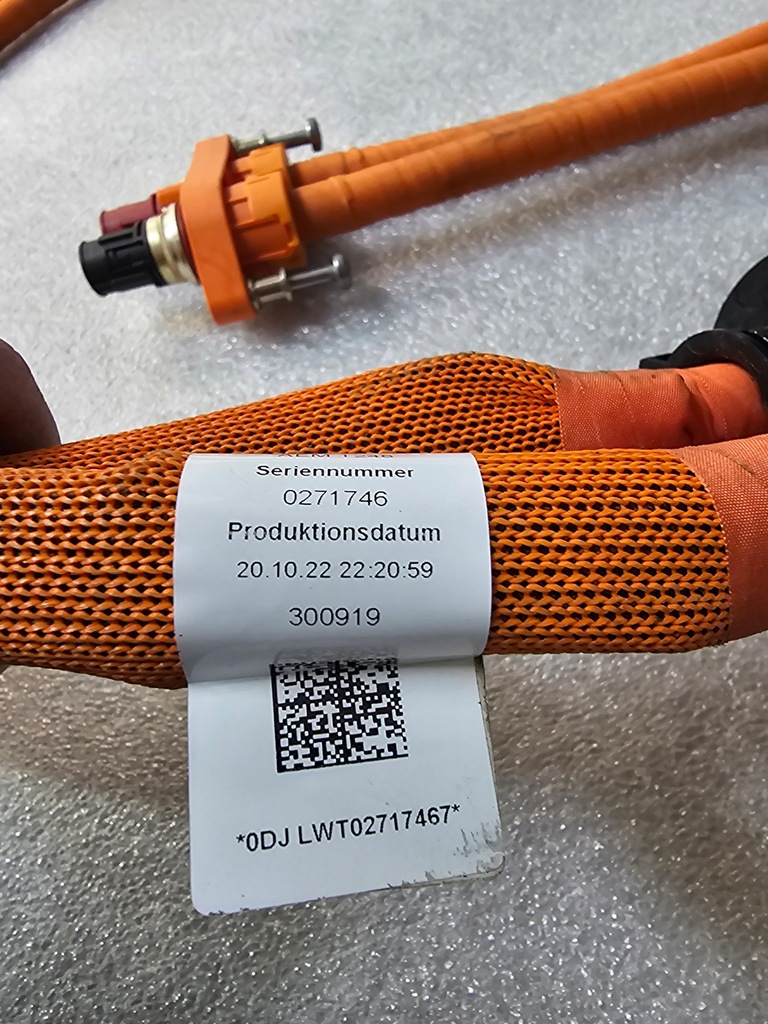 Seriennummer
0271746
Produktionsdatum
20.10.22 22:20:59
300919
*0DJ LWT02717467*